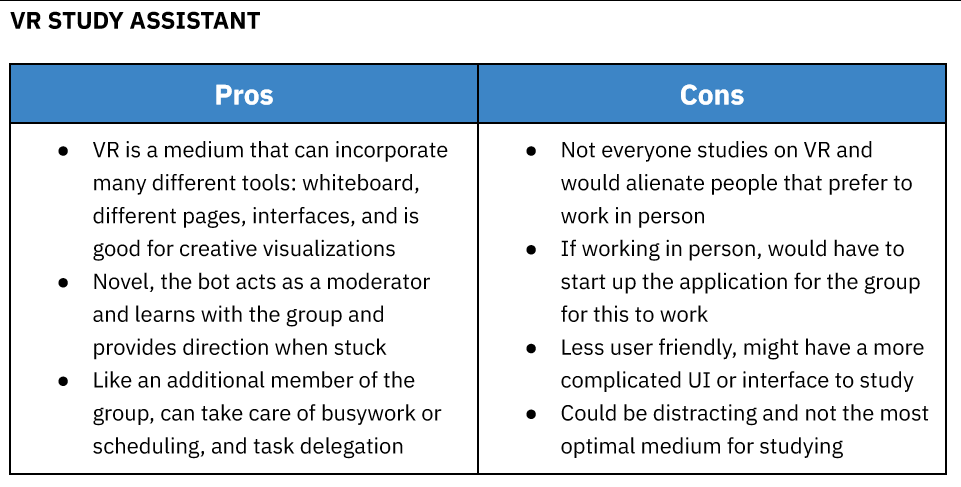 VR STUDY ASSISTANT
Pros
● VR is a medium that can incorporate
many different tools: whiteboard,
different pages, interfaces, and is
good for creative visualizations
● Novel, the bot acts as a moderator
and learns with the group and
provides direction when stuck
● Like an additional member of the
group, can take care of busywork or
scheduling, and task delegation
Cons
● Not everyone studies on VR and
would alienate people that prefer to
work in person
● If working in person, would have to
start up the application for the group
for this to work
● Less user friendly, might have a more
complicated UI or interface to study
● Could be distracting and not the most
optimal medium for studying